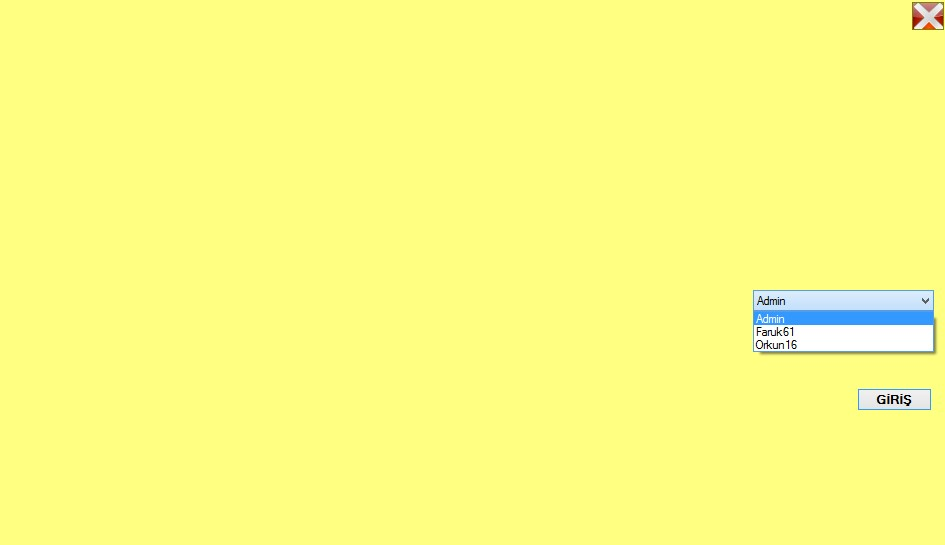 Admin
Admin
Faruk61
Orkun16
GİRİŞ